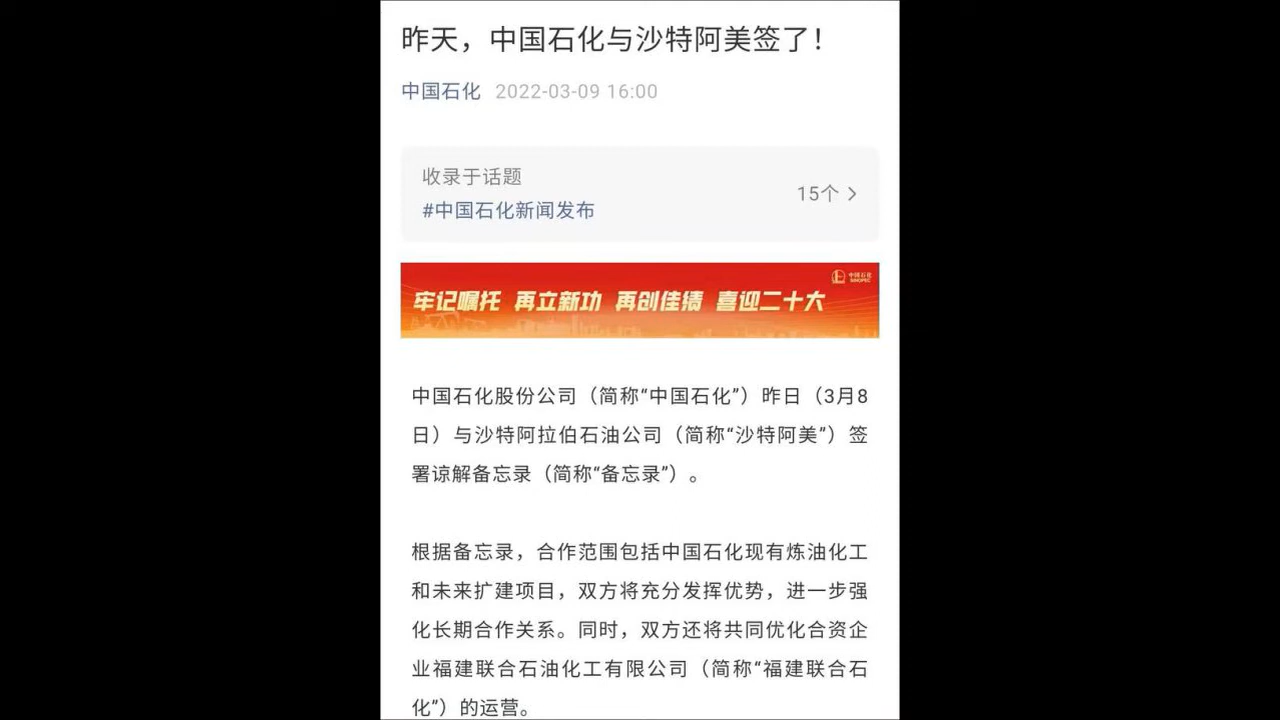 昨天，中国石化与沙特阿美签了！
中国石化 2022-03-09 16:00
收录于话题
15个
#中国石化新闻发布
中国石化
SINOPEC
牢记嘱托 再立新功 再创佳绩 喜迎二十大
中国石化股份公司（简称“中国石化”）昨日（3月8
日）与沙特阿拉伯石油公司（简称“沙特阿美”）签
署谅解备忘录（简称“备忘录”）。
根据备忘录，合作范围包括中国石化现有炼油化工
和未来扩建项目，双方将充分发挥优势，进一步强
化长期合作关系。同时，双方还将共同优化合资企
业福建联合石油化工有限公司（简称“福建联合石
化”）的运营。